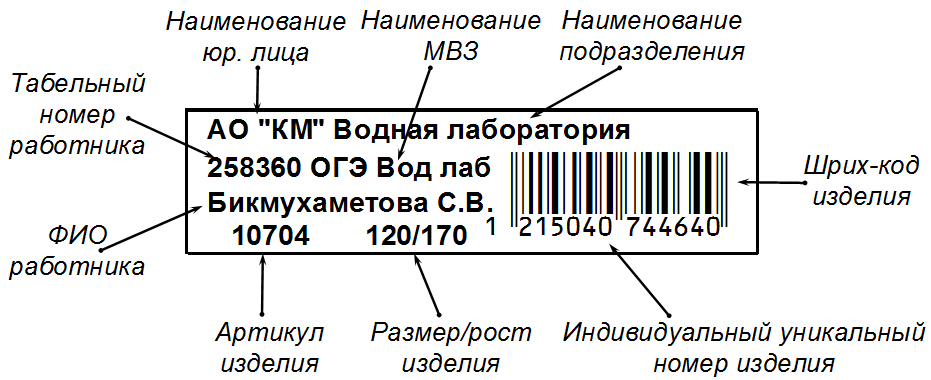 Наименование
юр. лица
Наименование
МВЗ
Наименование
подразделения
Табельный
номер
работника
АО "КМ" Водная лаборатория
258360 ОГЭ Вод лаб
Бикмухаметова С.В.
10704 120/170
1 215040 744640
Шрих-код
изделия
ФИО
работника
Артикул
изделия
Размер/рост
изделия
Индивидуальный уникальный
номер изделия